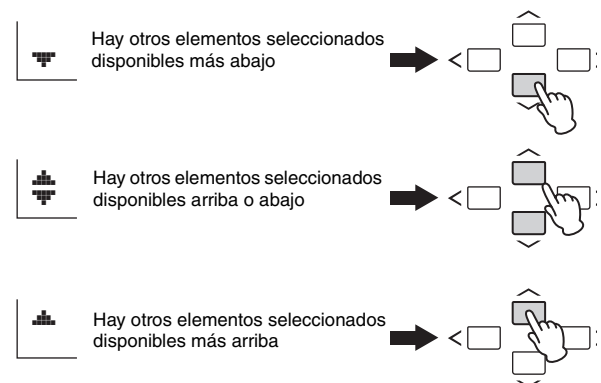 Hay otros elementos seleccionados
disponibles más abajo
Hay otros elementos seleccionados
disponibles arriba o abajo
Hay otros elementos seleccionados
disponibles más arriba